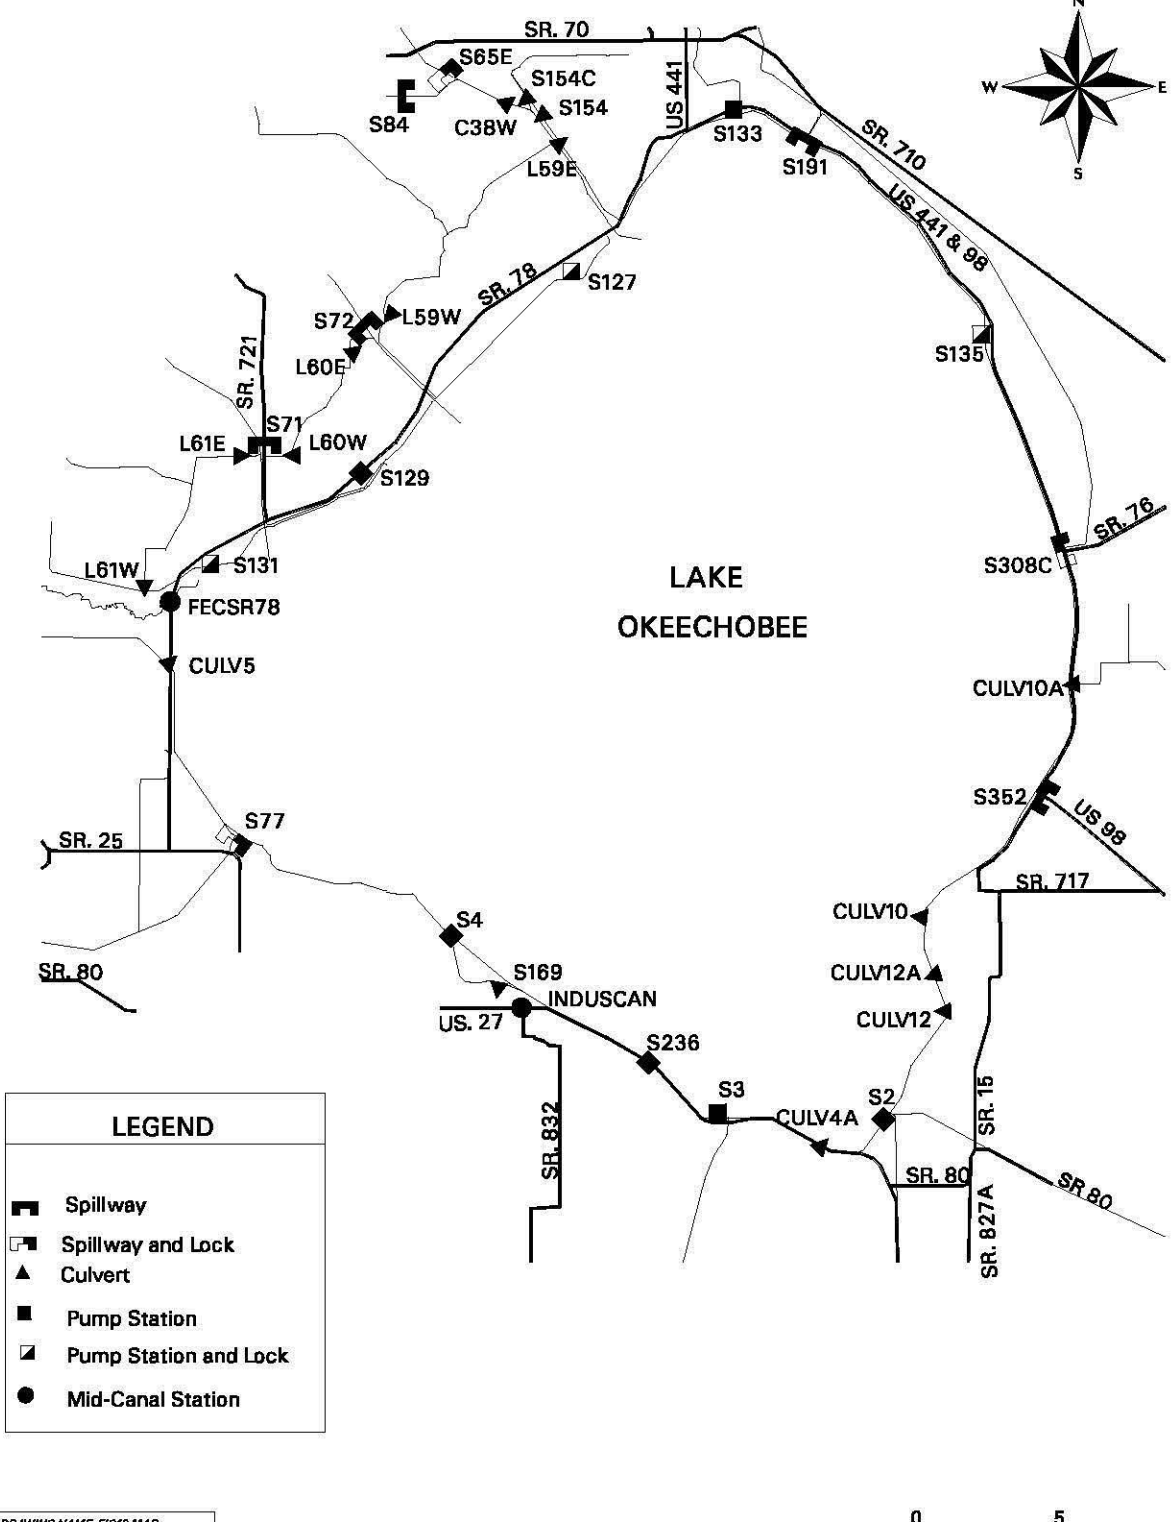 N
SR. 70
S65E
S154C
US 441
W
E
S84
C38W
S154
S133
SR. 710
S191
L59E
S
US 441 & 98
S127
SR. 78
S72
L59W
SR. 721
L60E
S135
S71
L61E
L60W
S129
SR. 76
S131
S308C
L61W
LAKE
OKEECHOBEE
FECSR78
CULV5
CULV10A
S352
US 98
S77
SR. 25
SR. 717
S4
CULV10
SR. 80
S169
CULV12A
INDUSCAN
US. 27
CULV12
S236
S3
S2
SR. 15
CULV4A
SR. 832
SR. 80
SR 80
SR. 827A
LEGEND
Spillway
Spillway and Lock
Culvert
Pump Station
Pump Station and Lock
Mid-Canal Station
0 5